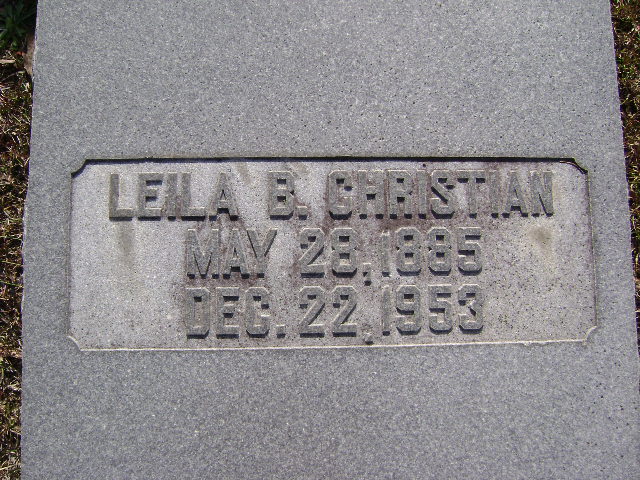 LEILA B. CHRISTIAN
MAY 28, 1885
DEC. 22, 1953